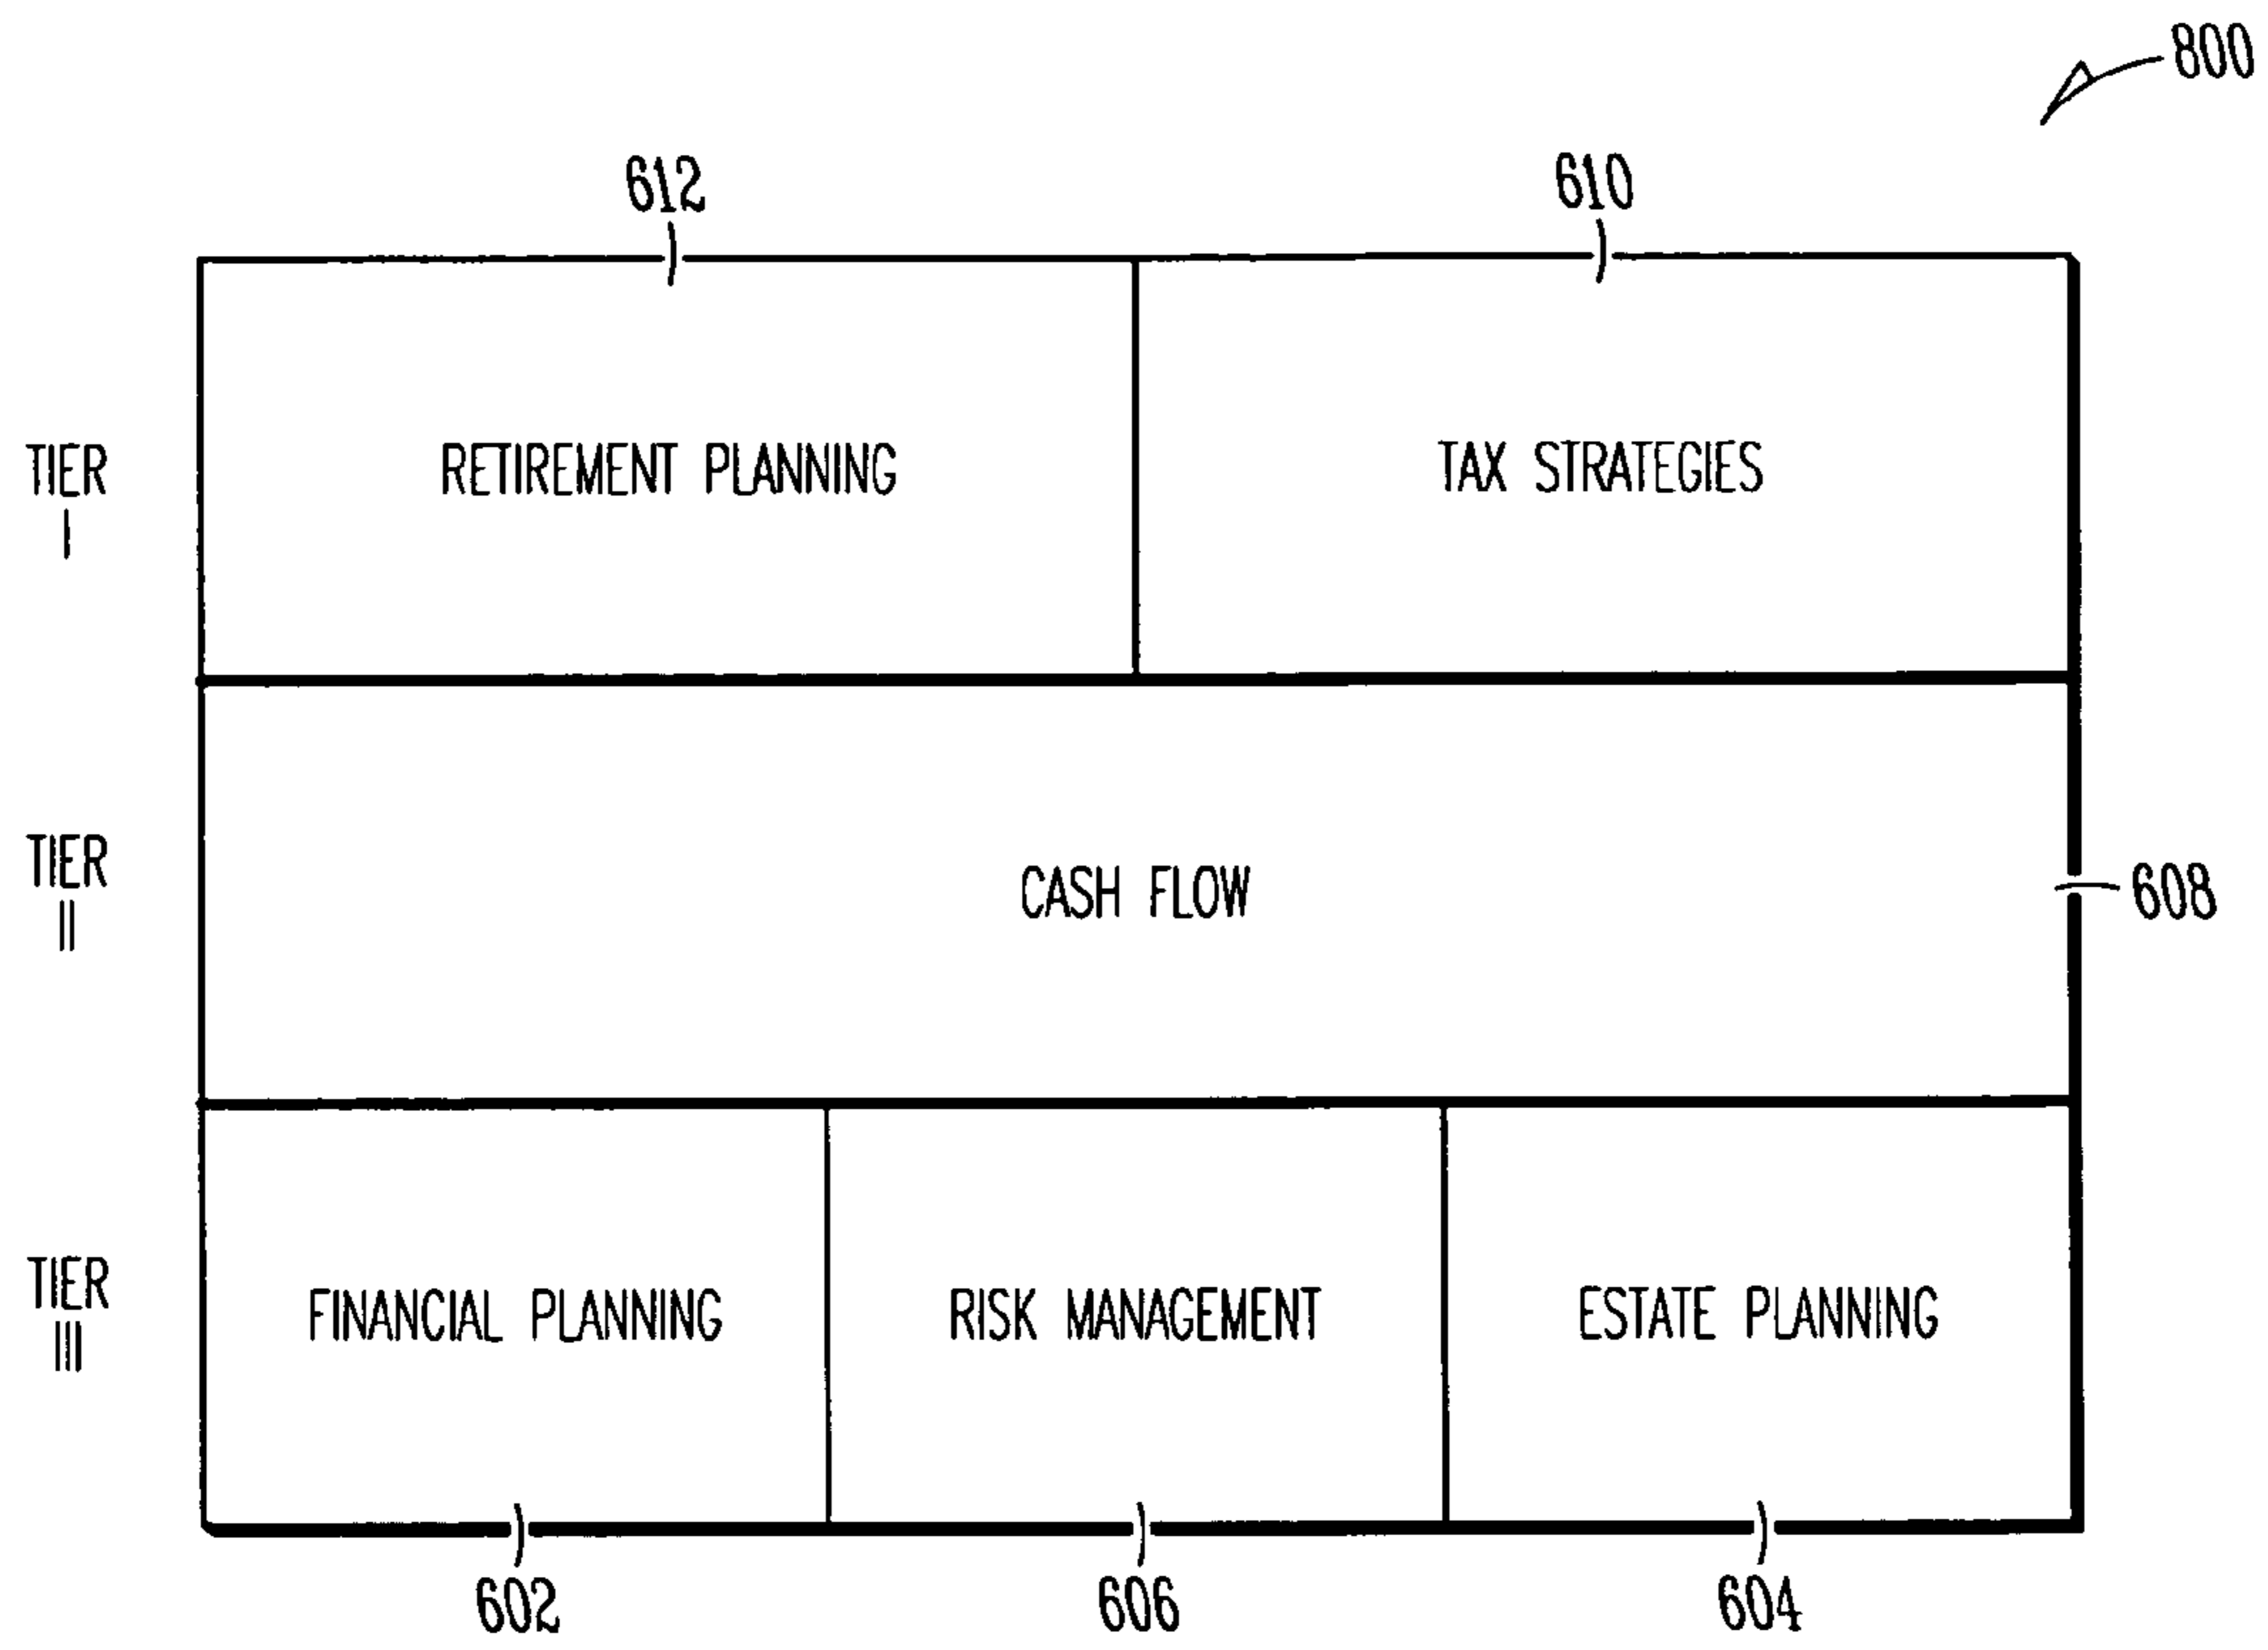 800
612
610
TIER
I
RETIREMENT PLANNING
TAX STRATEGIES
TIER
II
CASH FLOW
608
TIER
III
FINANCIAL PLANNING
RISK MANAGEMENT
ESTATE PLANNING
602
606
604